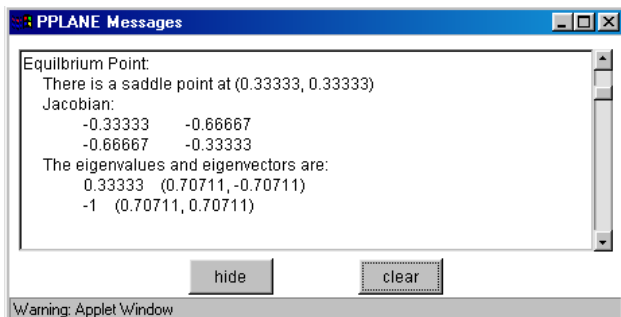 PPLANE Messages
Equilbrium Point:
There is a saddle point at (0.33333, 0.33333)
Jacobian:
-0.33333 -0.66667
-0.66667 -0.33333
The eigenvalues and eigenvectors are:
0.33333 (0.70711, -0.70711)
-1 (0.70711, 0.70711)
hide clear
Warning: Applet Window